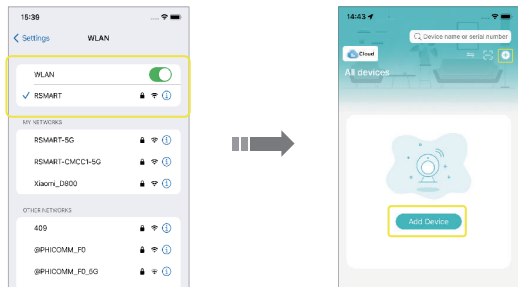 15:36
Settings
WLAN
WLAN
RSMART
MY NETWORKS
RSMART-5G
RSMART-CMCC1-5G
Xiaomi_D800
OTHER NETWORKS
409
@PHICOMM_F0
@PHICOMM_F0_5G
14:43
Device name or serial number
Cloud
All devices
Add Device